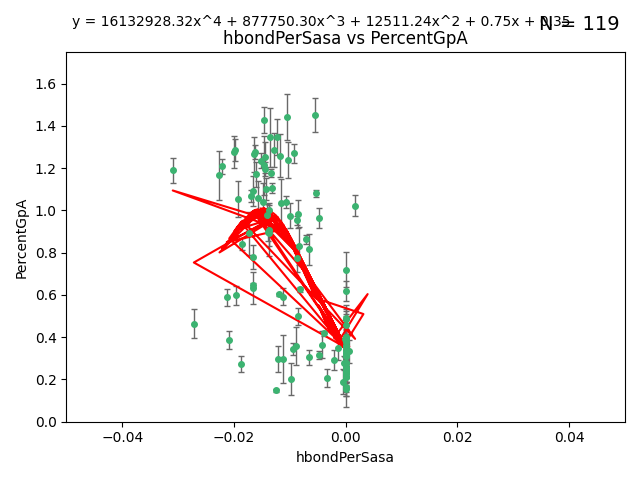 y = 16132928.32x^4 + 877750.30x^3 + 12511.24x^2 + 0.75x + 0.35
N = 119
hbondPerSasa vs PercentGpA
PercentGpA
1.6
1.4
1.2
1.0
0.8
0.6
0.4
0.2
0.0
−0.04 −0.02 0.00 0.02 0.04
hbondPerSasa